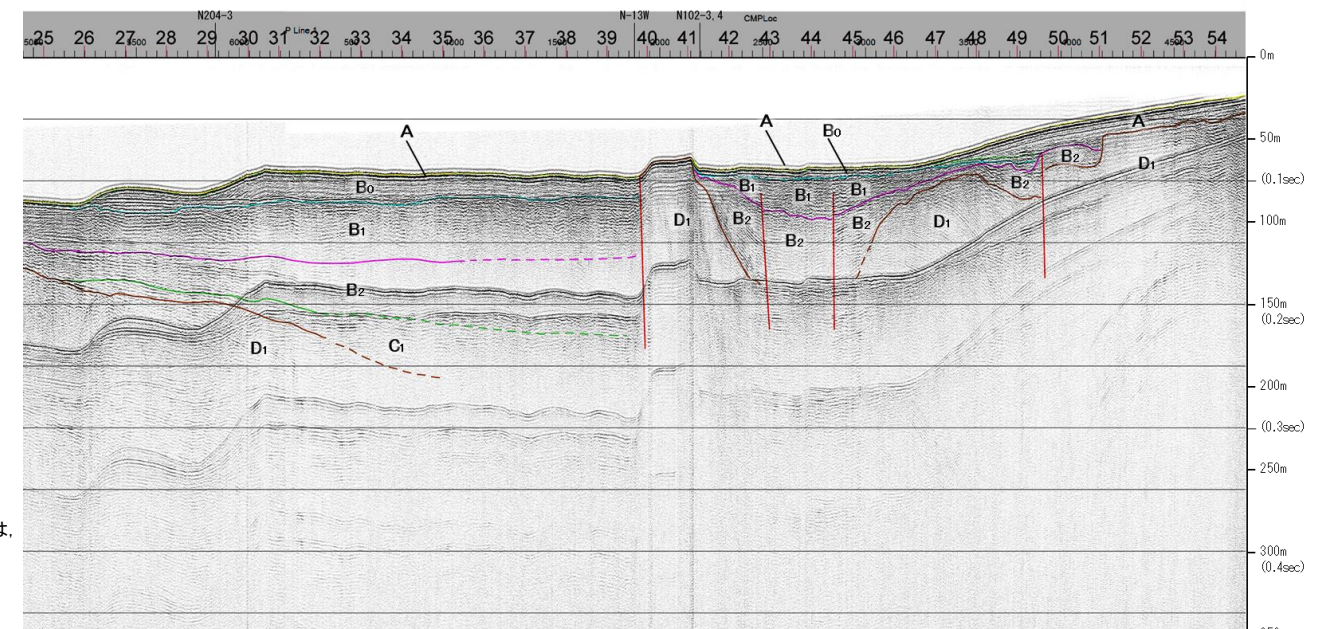 N204-3 N-13W N102-3, 4 CMPLoc
25 26 27 28 29 30 31 32 33 34 35 36 37 38 39 40 41 42 43 44 45 46 47 48 49 50 51 52 53 54
P Line
0m
A A B0 A
50m
B0 B1 B1 B1 B2 B2 D1
(0.1sec)
B1 D1 B2 B2 B2 D1
100m
B2
150m
(0.2sec)
D1 C1
200m
(0.3sec)
250m
は,
300m
(0.4sec)